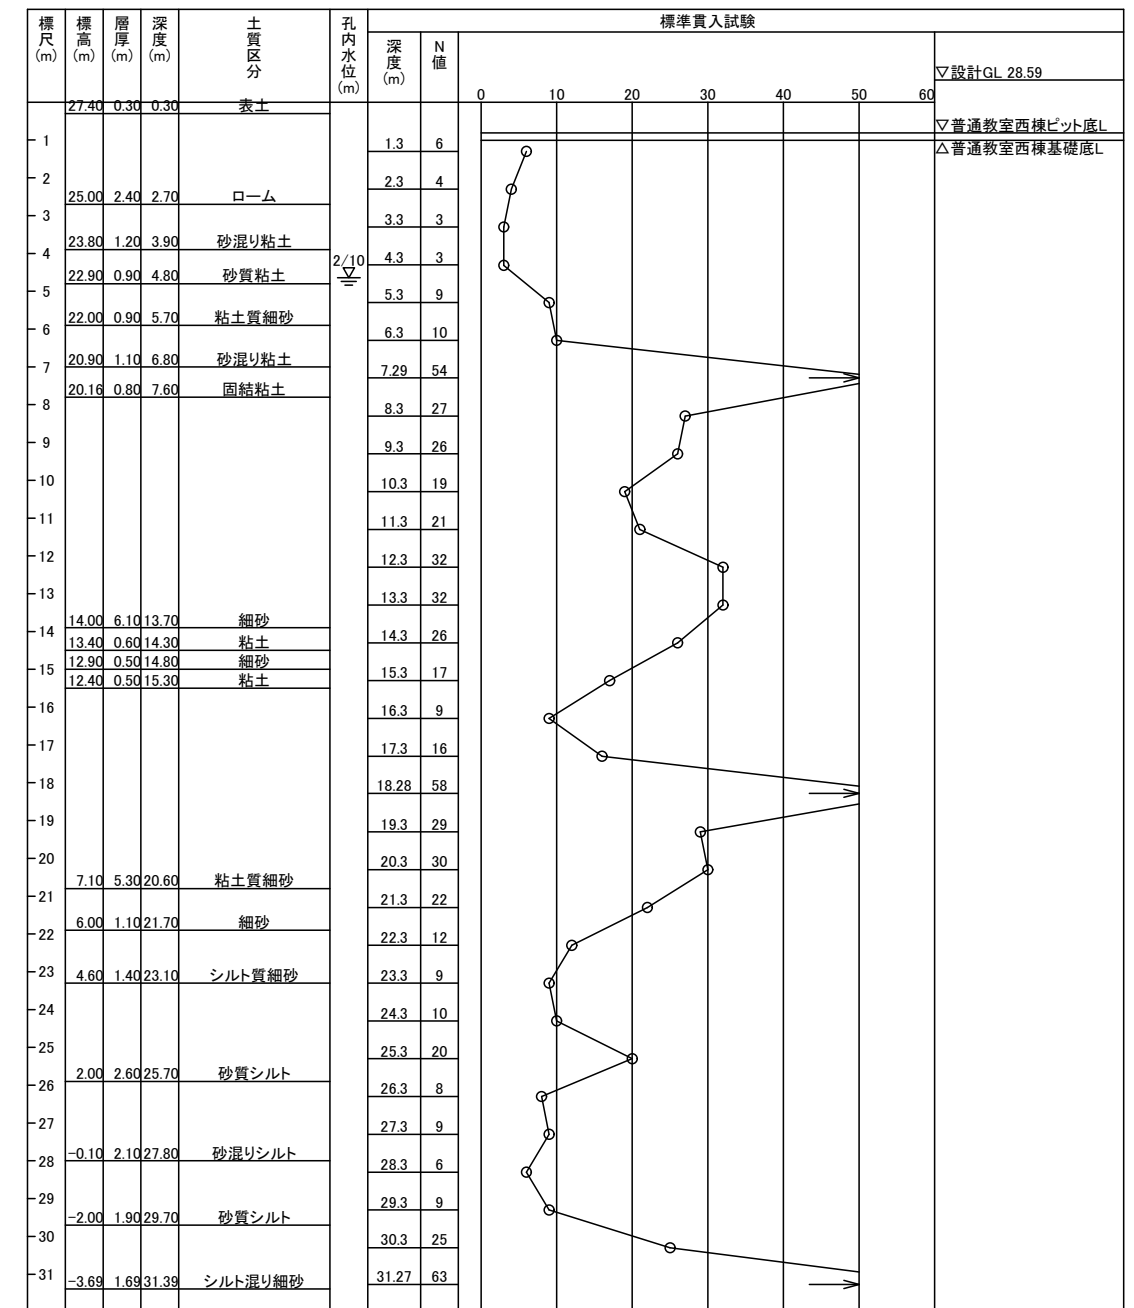 標尺(m) 標高(m) 層厚(m) 深度(m) 土質区分 孔内水位(m) 標準貫入試験
深度(m) N値
▽設計GL 28.59
0 10 20 30 40 50 60
27.40 0.30 0.30 表土
▽普通教室西棟ピット底L
1 1.3 6
△普通教室西棟基礎底L
2 2.3 4
25.00 2.40 2.70 ローム
3 3.3 3
23.80 1.20 3.90 砂混り粘土
4 2/10 4.3 3
22.90 0.90 4.80 砂質粘土
5 5.3 9
22.00 0.90 5.70 粘土質細砂
6 6.3 10
20.90 1.10 6.80 砂混り粘土
7 7.29 54
20.16 0.80 7.60 固結粘土
8 8.3 27
9 9.3 26
10 10.3 19
11 11.3 21
12 12.3 32
13 13.3 32
14.00 6.10 13.70 細砂
14 14.3 26
13.40 0.60 14.30 粘土
12.90 0.50 14.80 細砂
15 15.3 17
12.40 0.50 15.30 粘土
16 16.3 9
17 17.3 16
18 18.28 58
19 19.3 29
20 20.3 30
7.10 5.30 20.60 粘土質細砂
21 21.3 22
6.00 1.10 21.70 細砂
22 22.3 12
23 23.3 9
4.60 1.40 23.10 シルト質細砂
24 24.3 10
25 25.3 20
2.00 2.60 25.70 砂質シルト
26 26.3 8
27 27.3 9
-0.10 2.10 27.80 砂混りシルト
28 28.3 6
29 29.3 9
-2.00 1.90 29.70 砂質シルト
30 30.3 25
31 31.27 63
-3.69 1.69 31.39 シルト混り細砂